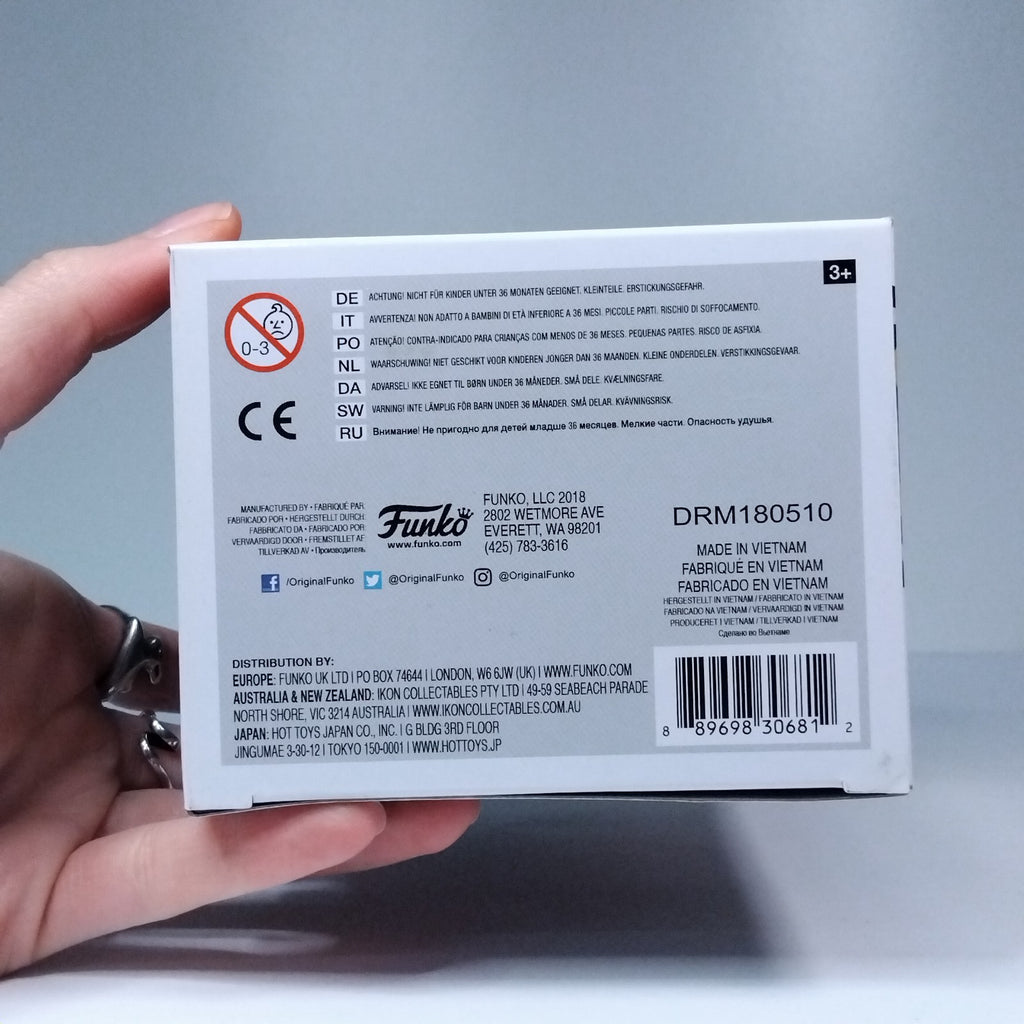 3+
0-3
DE ACHTUNG! NICHT FÜR KINDER UNTER 36 MONATEN GEEIGNET. KLEINTEILE. ERSTICKUNGSGEFAHR.
IT AVVERTENZA! NON ADATTO A BAMBINI DI ETÀ INFERIORE A 36 MESI. PICCOLE PARTI. RISCHIO DI SOFFOCAMENTO.
PO ATENÇÃO! CONTRA-INDICADO PARA CRIANÇAS COM MENOS DE 36 MESES. PEQUENAS PARTES. RISCO DE ASFIXIA.
NL WAARSCHUWING! NIET GESCHIKT VOOR KINDEREN JONGER DAN 36 MAANDEN. KLEINE ONDERDELEN. VERSTIKKINGSGEVAAR.
DA ADVARSEL! IKKE EGNET TIL BØRN UNDER 36 MÅNEDER. SMÅ DELE. KVÆLNINGSFARE.
SW VARNING! INTE LÄMPLIG FÖR BARN UNDER 36 MÅNADER. SMÅ DELAR. KVÄVNINGSRISK.
RU Внимание! Не пригодно для детей младше 36 месяцев. Мелкие части. Опасность удушья.
CE
MANUFACTURED BY • FABRIQUÉ PAR
FABRICADO POR • HERGESTELLT DURCH
FABBRICATO DA • FABRICADO POR
VERVAARDIGD DOOR • FREMSTILLET AF
TILLVERKAD AV • Производитель
Funko
www.funko.com
FUNKO, LLC 2018
2802 WETMORE AVE
EVERETT, WA 98201
(425) 783-3616
/OriginalFunko @OriginalFunko @OriginalFunko
DRM180510
MADE IN VIETNAM
FABRIQUÉ EN VIETNAM
FABRICADO EN VIETNAM
HERGESTELLT IN VIETNAM / FABBRICATO IN VIETNAM
FABRICADO NA VIETNAM / VERVAARDIGD IN VIETNAM
PRODUCERET I VIETNAM / TILLVERKAD I VIETNAM
Сделано во Вьетнаме
DISTRIBUTION BY:
EUROPE: FUNKO UK LTD | PO BOX 74644 | LONDON, W6 6JW (UK) | WWW.FUNKO.COM
AUSTRALIA & NEW ZEALAND: IKON COLLECTABLES PTY LTD | 49-59 SEABEACH PARADE
NORTH SHORE, VIC 3214 AUSTRALIA | WWW.IKONCOLLECTABLES.COM.AU
JAPAN: HOT TOYS JAPAN CO., INC. | G BLDG 3RD FLOOR
JINGUMAE 3-30-12 | TOKYO 150-0001 | WWW.HOTTOYS.JP
8 89698 30681 2